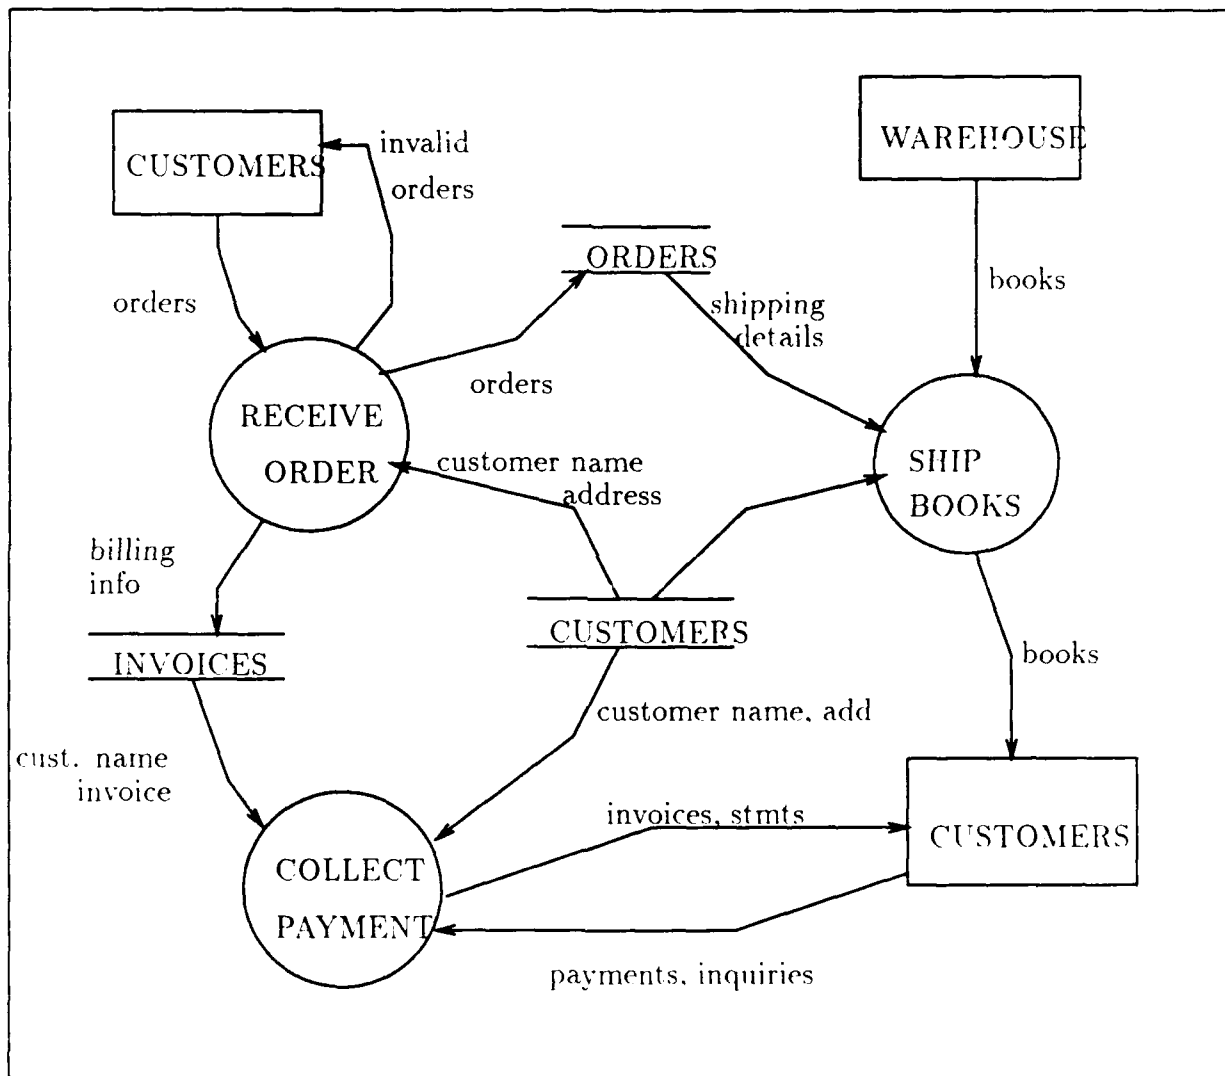 CUSTOMERS
invalid
orders
WAREHOUSE
ORDERS
orders
shipping
details
books
orders
RECEIVE
ORDER
customer name
address
SHIP
BOOKS
billing
info
INVOICES
CUSTOMERS
books
customer name, add
cust. name
invoice
invoices, stmts
CUSTOMERS
COLLECT
PAYMENT
payments, inquiries